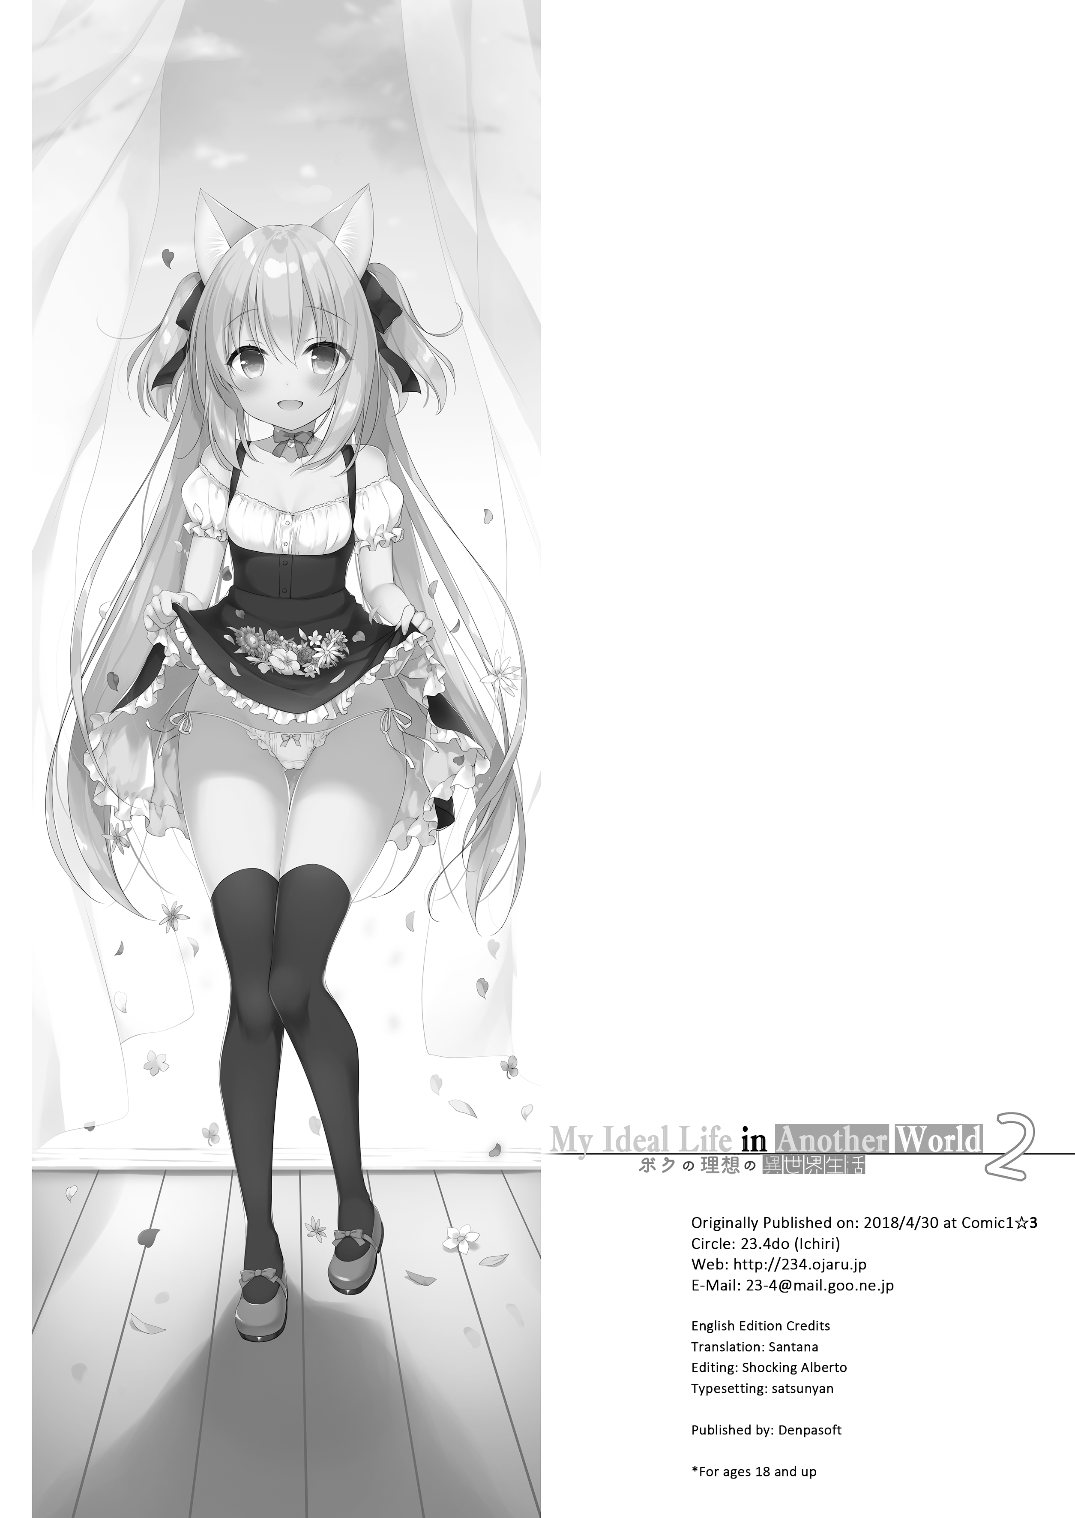 My Ideal Life in Another World 2
ボクの理想の異世界生活
Originally Published on: 2018/4/30 at Comic1☆3
Circle: 23.4do (Ichiri)
Web: http://234.ojaru.jp
E-Mail: 23-4@mail.goo.ne.jp
English Edition Credits
Translation: Santana
Editing: Shocking Alberto
Typesetting: satsunyan
Published by: Denpasoft
*For ages 18 and up